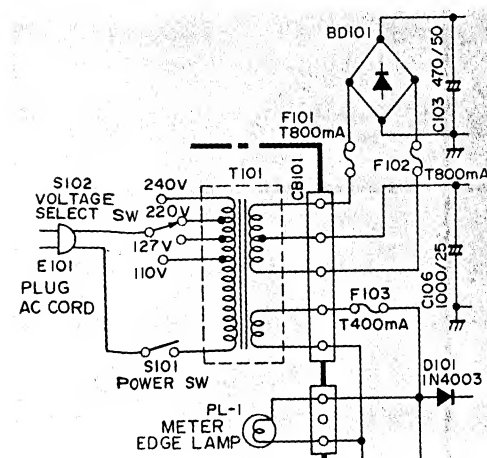 BD101
C103 470/50
F101
T800mA
F102
T800mA
CB101
T101
S102
VOLTAGE
SELECT SW
240V
220V
127V
110V
E101
PLUG
AC CORD
S101
POWER SW
F103
T400mA
C106
1000/25
D101
1N4003
PL-1
METER
EDGE LAMP